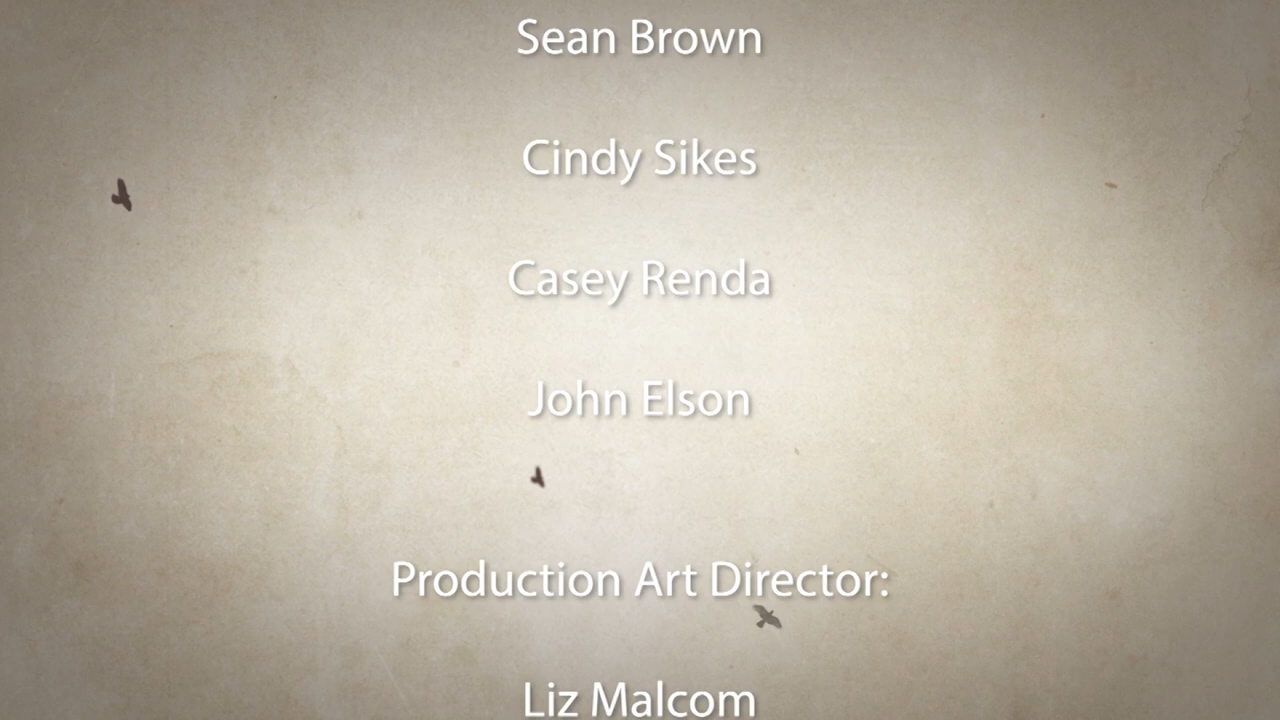 Sean Brown
Cindy Sikes
Casey Renda
John Elson
Production Art Director:
Liz Malcom